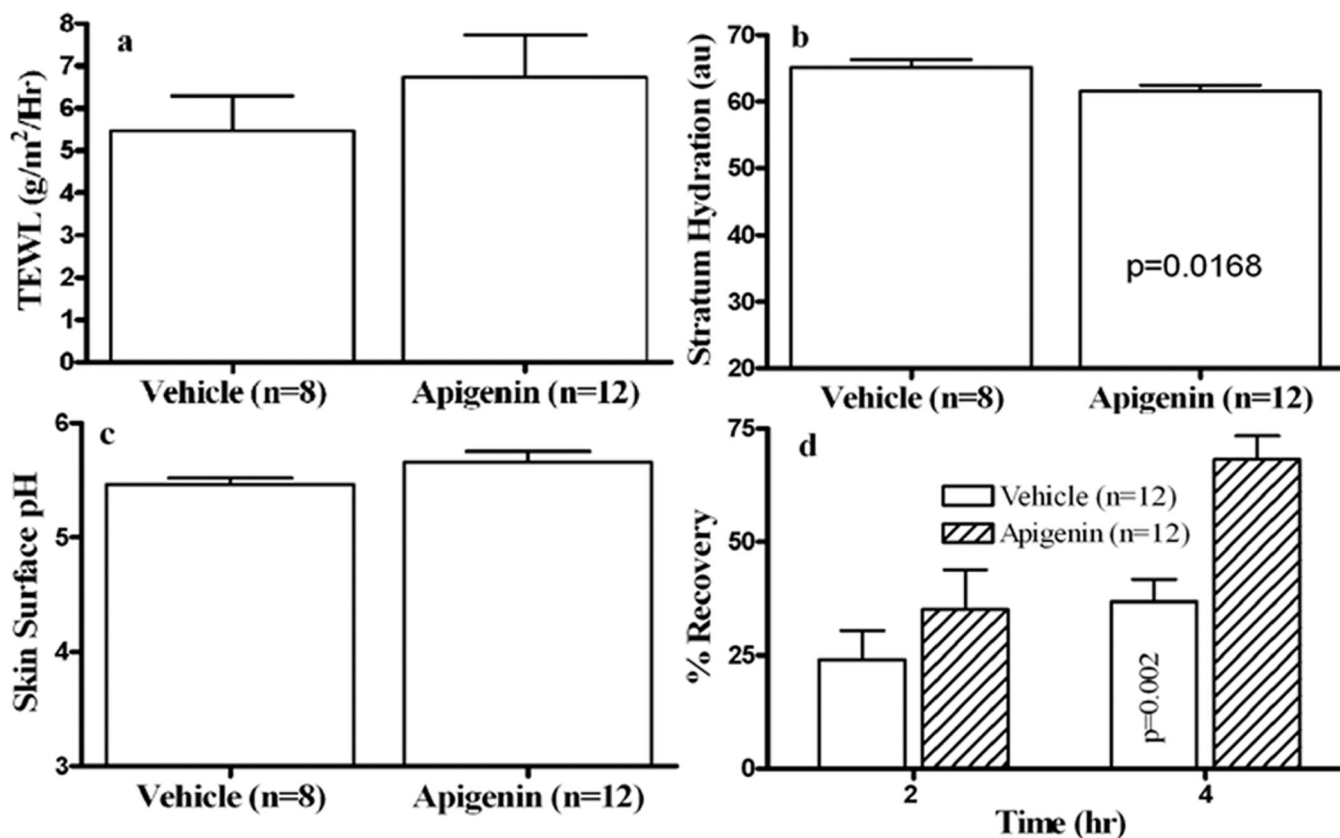 a
TEWL (g/m²/Hr)
8
7
6
5
4
3
2
1
0
Vehicle (n=8)
Apigenin (n=12)
b
Stratum Hydration (au)
70
60
50
40
30
20
p=0.0168
Vehicle (n=8)
Apigenin (n=12)
c
Skin Surface pH
6
5
4
3
Vehicle (n=8)
Apigenin (n=12)
d
% Recovery
75
50
25
0
Vehicle (n=12)
Apigenin (n=12)
p=0.002
2
4
Time (hr)